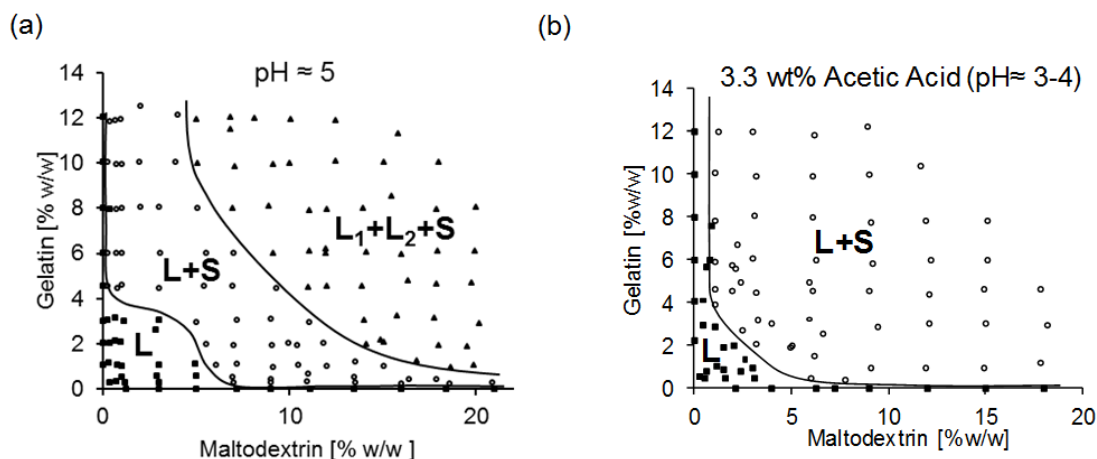 (a)
pH ≈ 5
14
12
10
8
6
4
2
0
Gelatin [% w/w]
L₁+L₂+S
L+S
L
0
10
20
Maltodextrin [% w/w ]
(b)
3.3 wt% Acetic Acid (pH≈ 3-4)
14
12
10
8
6
4
2
0
Gelatin [%w/w]
L+S
L
0
5
10
15
20
Maltodextrin [%w/w]